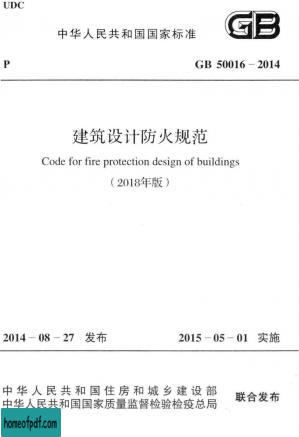 UDC
中华人民共和国国家标准 GB
P GB 50016-2014
建筑设计防火规范
Code for fire protection design of buildings
(2018年版)
2014-08-27 发布 2015-05-01 实施
中华人民共和国住房和城乡建设部
中华人民共和国国家质量监督检验检疫总局 联合发布
homeofpdf.com